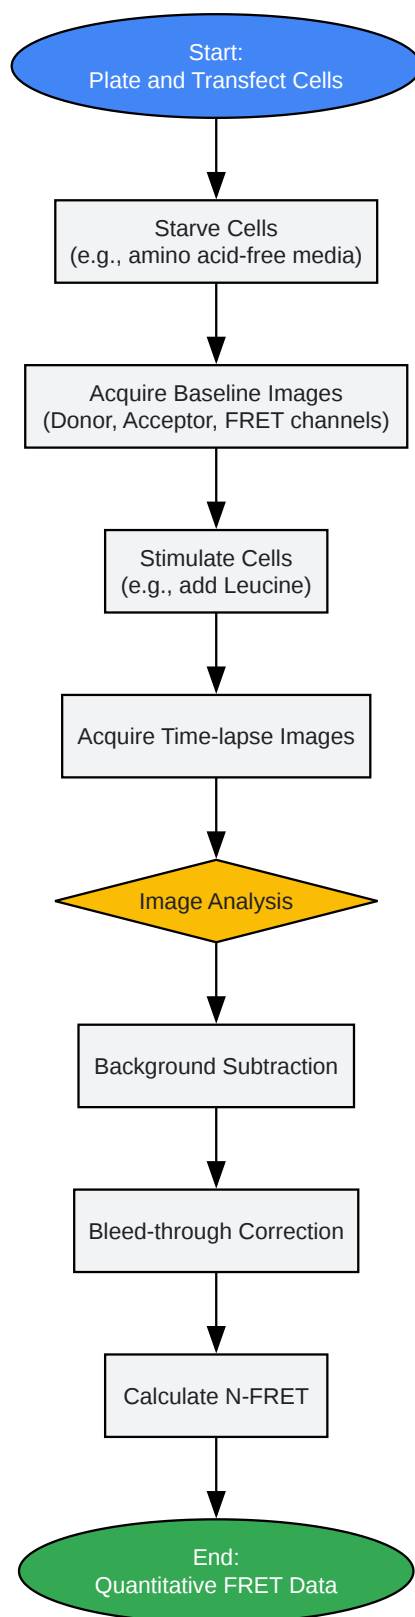 Start:
Plate and Transfect Cells
Starve Cells
(e.g., amino acid-free media)
Acquire Baseline Images
(Donor, Acceptor, FRET channels)
Stimulate Cells
(e.g., add Leucine)
Acquire Time-lapse Images
Image Analysis
Background Subtraction
Bleed-through Correction
Calculate N-FRET
End:
Quantitative FRET Data